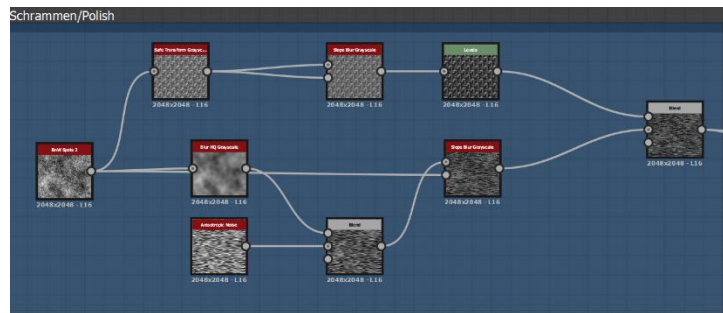 Schrammen/Polish
Safe Transform Graysc...
Slope Blur Grayscale
Levels
2048x2048 - L16
2048x2048 - L16
2048x2048 - L16
Blend
2048x2048 - L16
BnW Spots 2
Blur HQ Grayscale
Slope Blur Grayscale
2048x2048 - L16
2048x2048 - L16
2048x2048 - L16
Anisotropic Noise
Blend
2048x2048 - L16
2048x2048 - L16